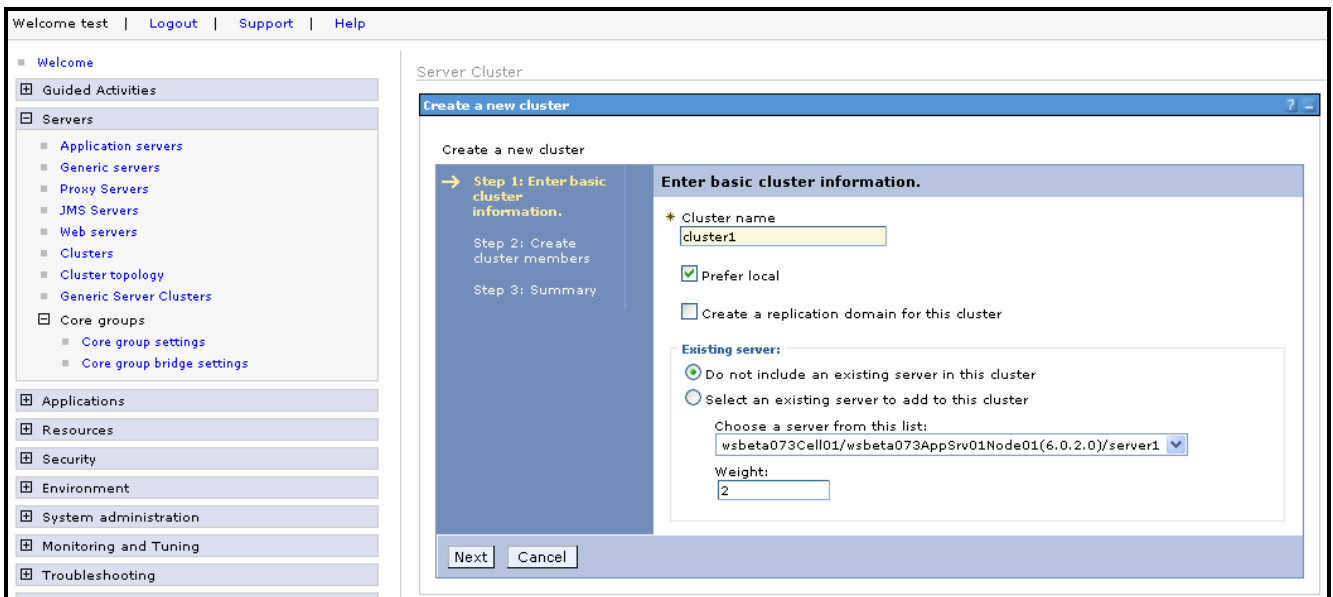 Welcome test | Logout | Support | Help
Welcome
Guided Activities
Servers
Application servers
Generic servers
Proxy Servers
JMS Servers
Web servers
Clusters
Cluster topology
Generic Server Clusters
Core groups
Core group settings
Core group bridge settings
Applications
Resources
Security
Environment
System administration
Monitoring and Tuning
Troubleshooting
Server Cluster
Create a new cluster
?
Create a new cluster
Step 1: Enter basic
cluster
information.
Step 2: Create
cluster members
Step 3: Summary
Enter basic cluster information.
* Cluster name
cluster1
Prefer local
Create a replication domain for this cluster
Existing server:
Do not include an existing server in this cluster
Select an existing server to add to this cluster
Choose a server from this list:
wsbeta073Cell01/wsbeta073AppSrv01Node01(6.0.2.0)/server1
Weight:
2
Next Cancel